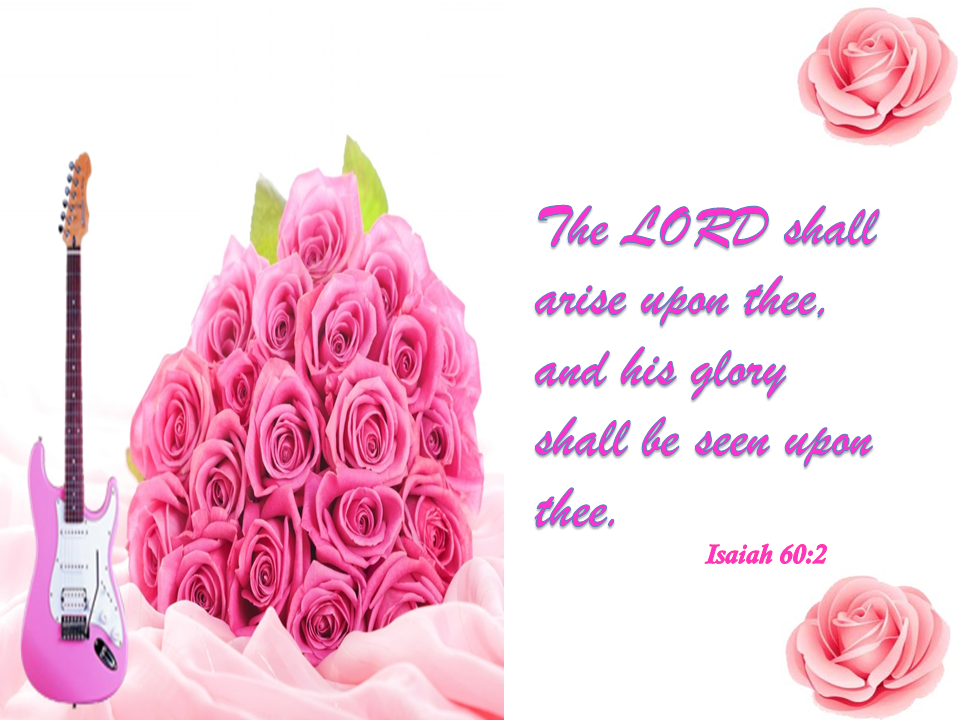 The LORD shall
arise upon thee,
and his glory
shall be seen upon
thee.
Isaiah 60:2